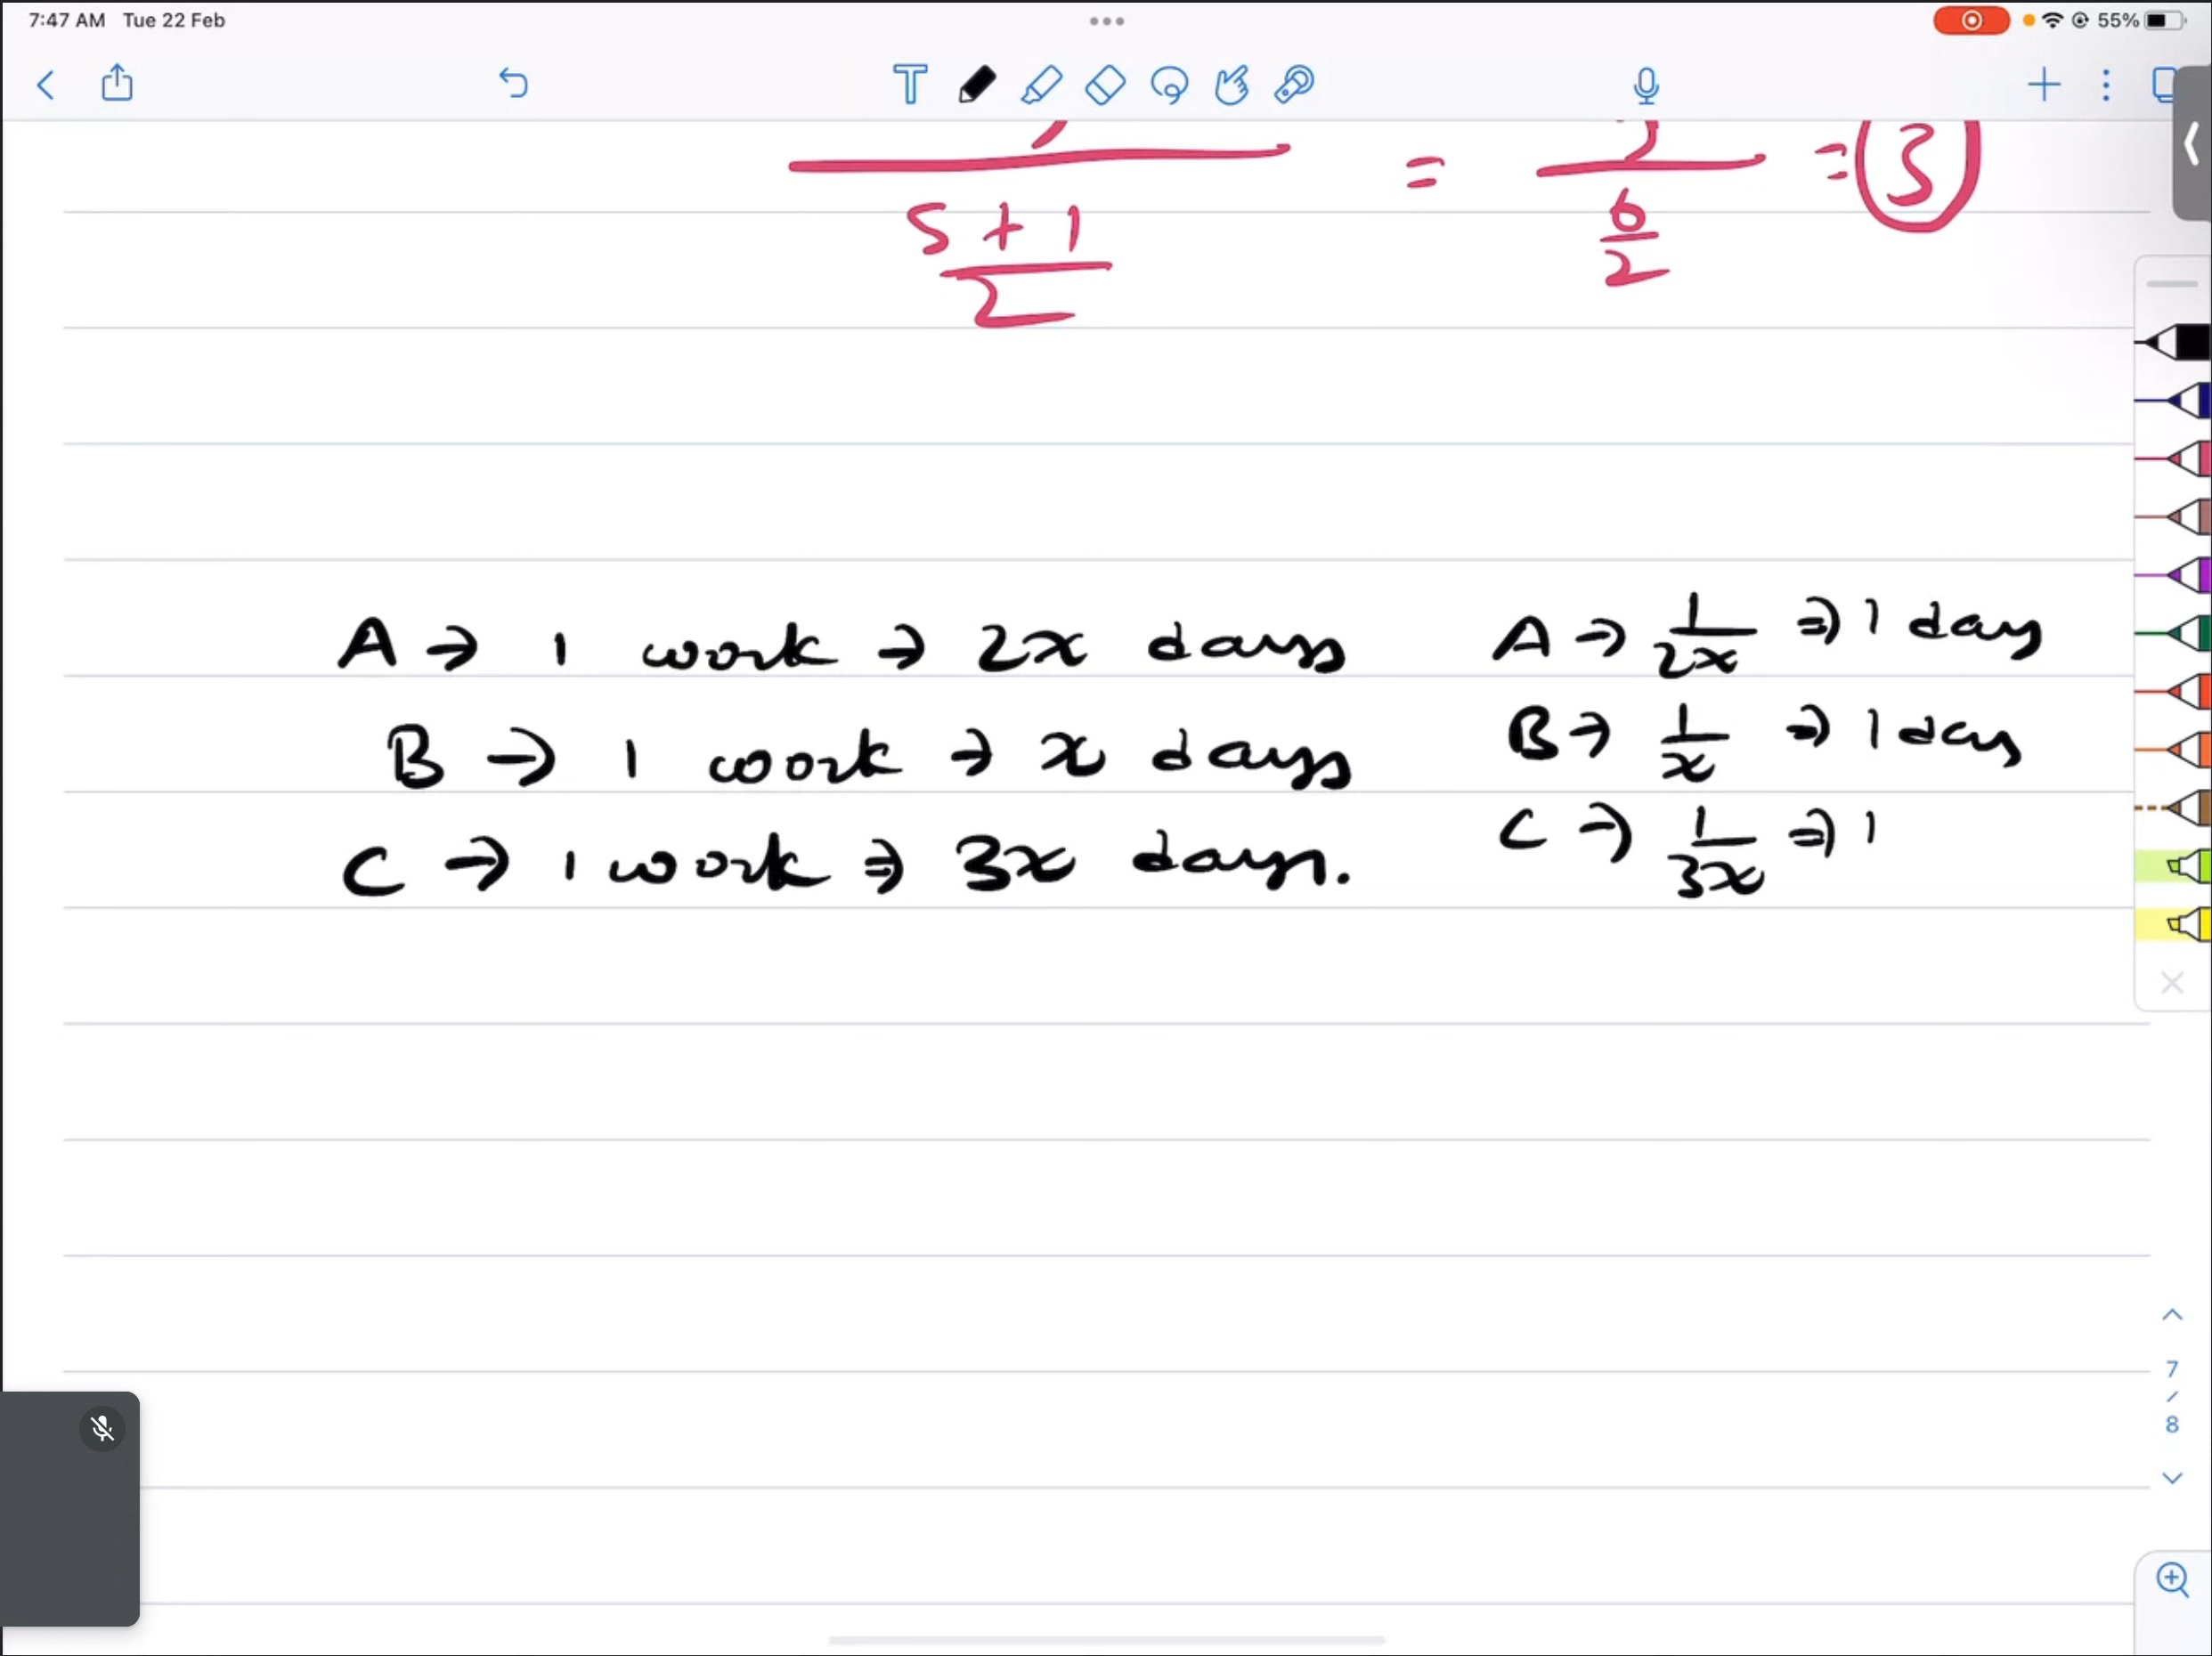 7:47 AM Tue 22 Feb
55%
T
= = 3
5 + 1
2
6
2
A → 1 work → 2x days
A → 1/2x ⇒ 1 day
B → 1 work → x days
B → 1/x ⇒ 1 day
C → 1 work ⇒ 3x days.
C → 1/3x ⇒ 1
7
/
8